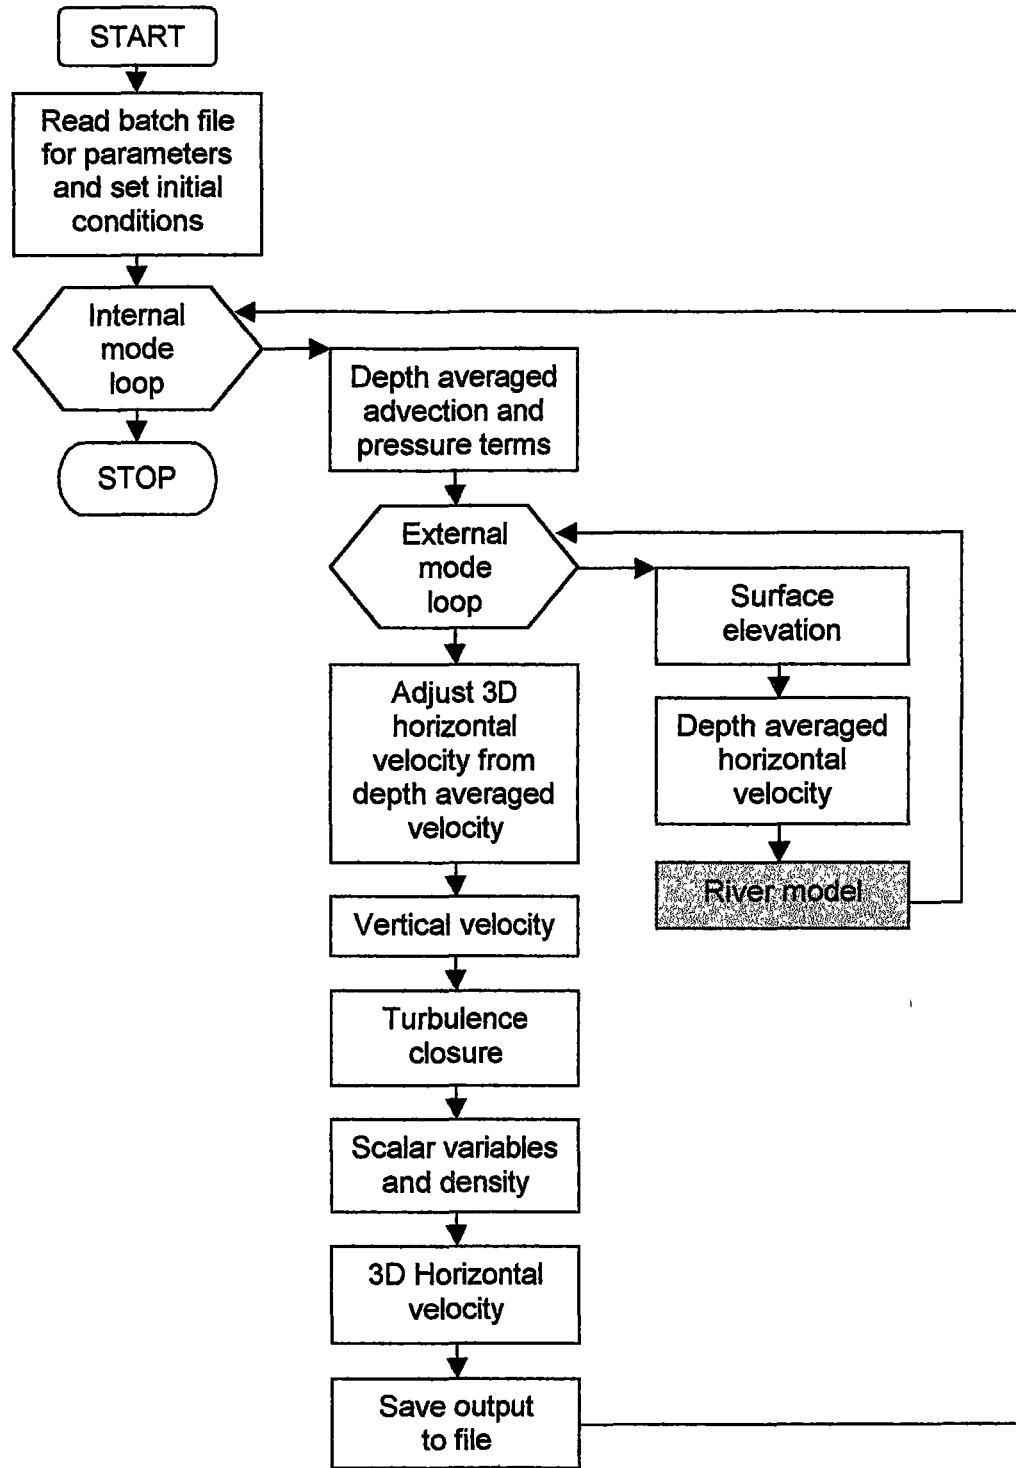 START
Read batch file
for parameters
and set initial
conditions
Internal
mode
loop
STOP
Depth averaged
advection and
pressure terms
External
mode
loop
Surface
elevation
Depth averaged
horizontal
velocity
River model
Adjust 3D
horizontal
velocity from
depth averaged
velocity
Vertical velocity
Turbulence
closure
Scalar variables
and density
3D Horizontal
velocity
Save output
to file